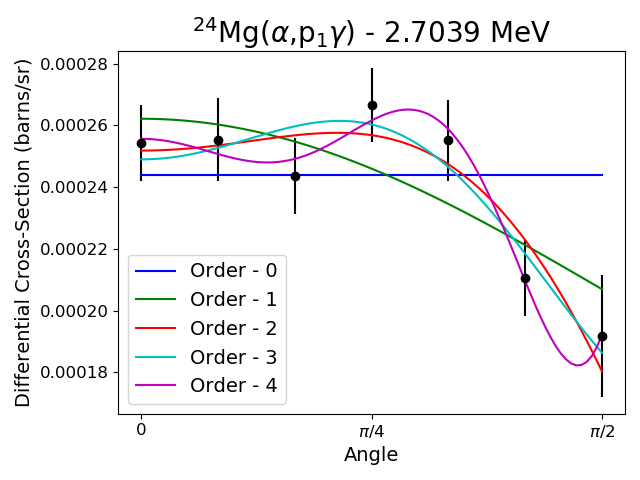 ²⁴Mg(α,p₁γ) - 2.7039 MeV
Differential Cross-Section (barns/sr)
0.00028
0.00026
0.00024
0.00022
0.00020
0.00018
Order - 0
Order - 1
Order - 2
Order - 3
Order - 4
0 π/4 π/2
Angle